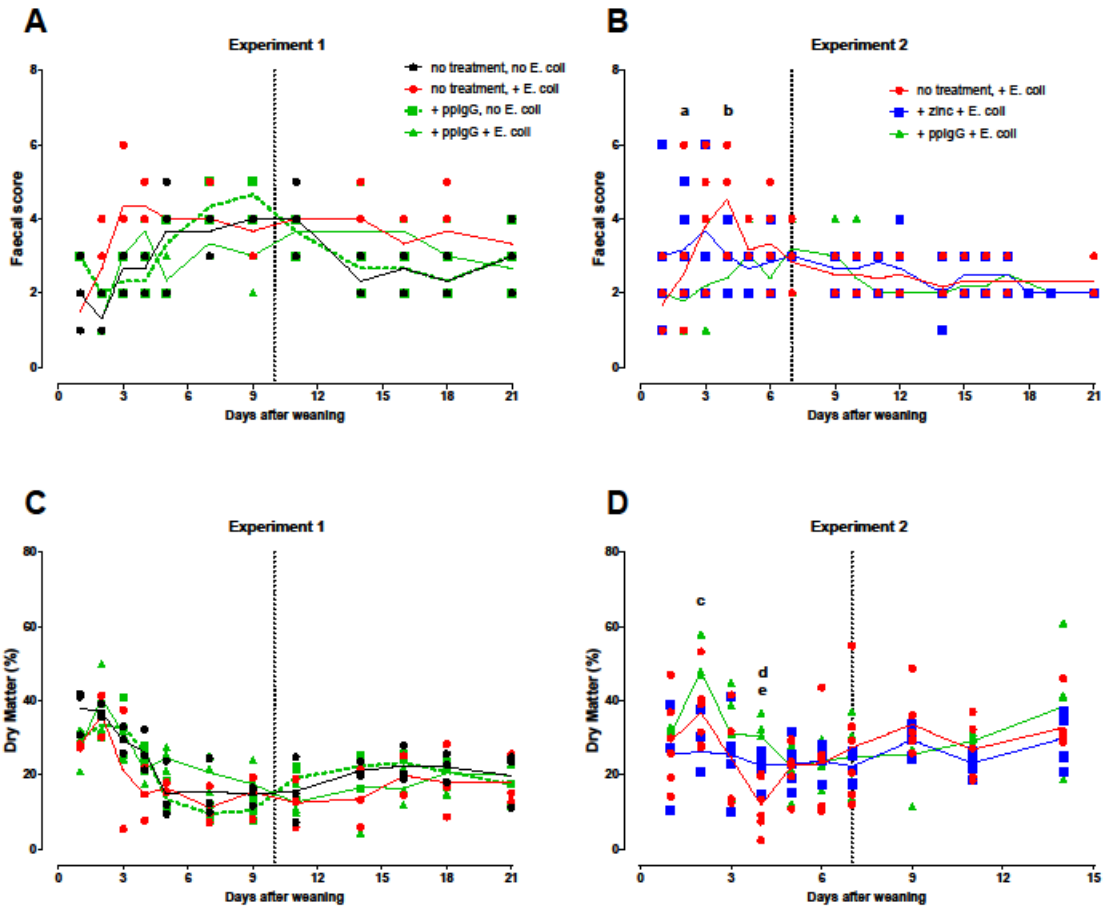 A
Experiment 1
no treatment, no E. coli
no treatment, + E. coli
+ ppIgG, no E. coli
+ ppIgG + E. coli
Faecal score
8
6
4
2
0
0 3 6 9 12 15 18 21
Days after weaning
B
Experiment 2
no treatment, + E. coli
+ zinc + E. coli
+ ppIgG + E. coli
a b
Faecal score
8
6
4
2
0
0 3 6 9 12 15 18 21
Days after weaning
C
Experiment 1
Dry Matter (%)
80
60
40
20
0
0 3 6 9 12 15 18 21
Days after weaning
D
Experiment 2
c
d
e
Dry Matter (%)
80
60
40
20
0
0 3 6 9 12 15
Days after weaning